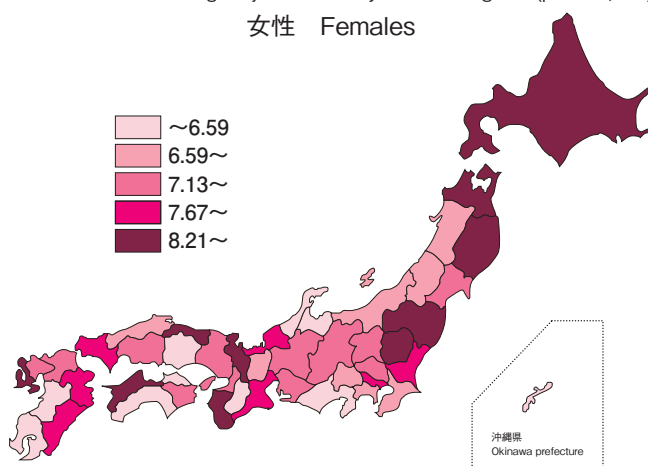 女性 Females
～6.59
6.59～
7.13～
7.67～
8.21～
沖縄県
Okinawa prefecture